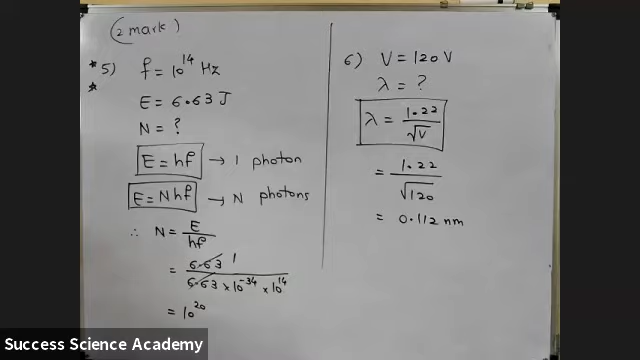 (2 mark)
* 5) f = 10^14 Hz
* E = 6.63 J
N = ?
E = hf → 1 photon
E = Nhf → N photons
∴ N = E/hf
= 6.63 1 / 6.63 × 10^-34 × 10^14
= 10^20
6) V = 120 V
λ = ?
λ = 1.22/√V
= 1.22/√120
= 0.112 nm
Success Science Academy